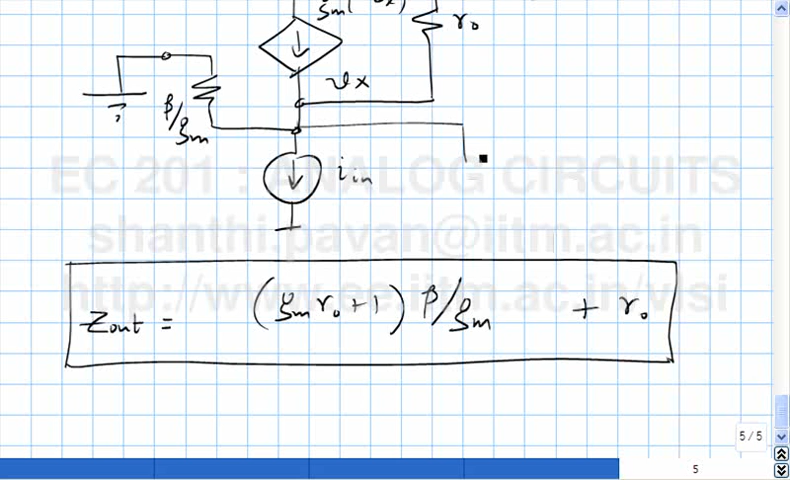 gm(-vx)
ro
vx
β/gm
iin
EC 201 : ANALOG CIRCUITS
shanthi.pavan@iitm.ac.in
http://www.ee.iitm.ac.in/vlsi
Zout = (gm ro + 1) β/gm + ro
5 / 5
5